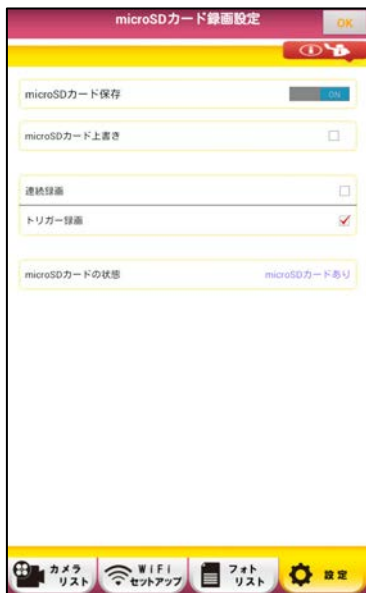 microSDカード録画設定
OK
microSDカード保存
ON
microSDカード上書き
連続録画
トリガー録画
microSDカードの状態
microSDカードあり
カメラ
リスト
WiFi
セットアップ
フォト
リスト
設定